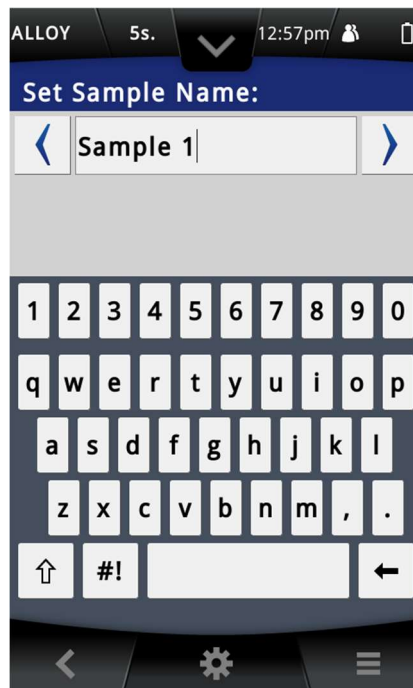 ALLOY 5s. 12:57pm
Set Sample Name:
Sample 1
1 2 3 4 5 6 7 8 9 0
q w e r t y u i o p
a s d f g h j k l
z x c v b n m , .
#!